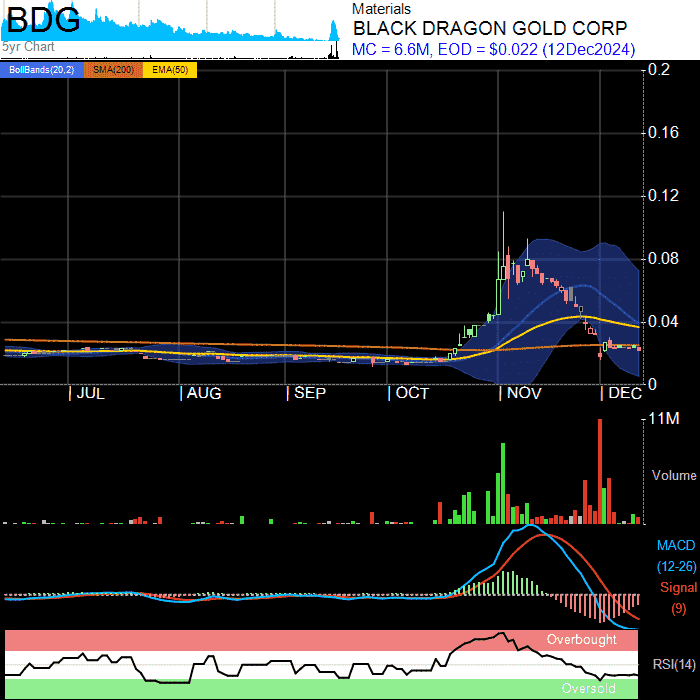 BDG
5yr Chart
Materials
BLACK DRAGON GOLD CORP
MC = 6.6M, EOD = $0.022 (12Dec2024)
BollBands(20,2) SMA(200) EMA(50)
0.2
0.16
0.12
0.08
0.04
0
JUL AUG SEP OCT NOV DEC
11M
Volume
MACD
(12-26)
Signal
(9)
Overbought
RSI(14)
Oversold